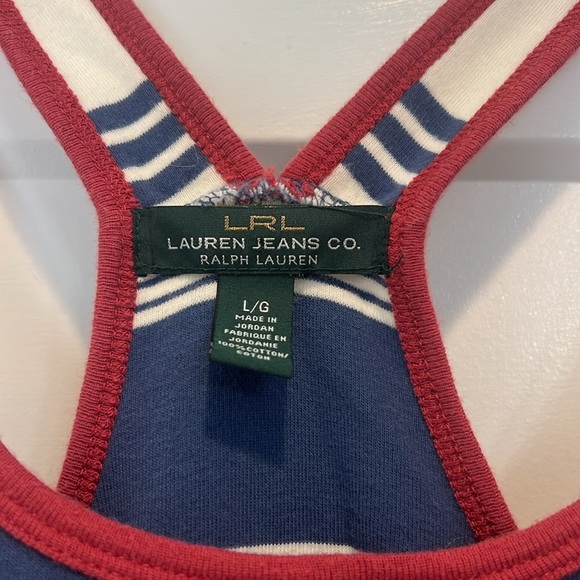 LRL
LAUREN JEANS CO.
RALPH LAUREN
L/G
MADE IN
JORDAN
FABRIQUE EN
JORDANIE
100%COTTON/
COTON